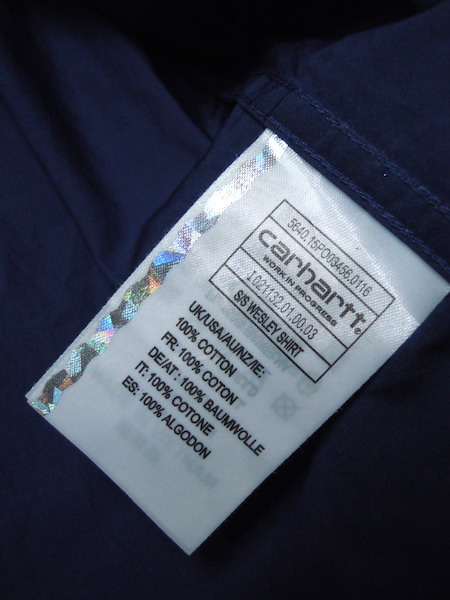 5640.15PO03456.0116
carhartt.
WORK IN PROGRESS
I021132.01.00.03
S/S WESLEY SHIRT
UK/USA/AU/NZ/IE:
100% COTTON
FR: 100% COTON
DE/AT: 100% BAUMWOLLE
IT: 100% COTONE
ES: 100% ALGODON